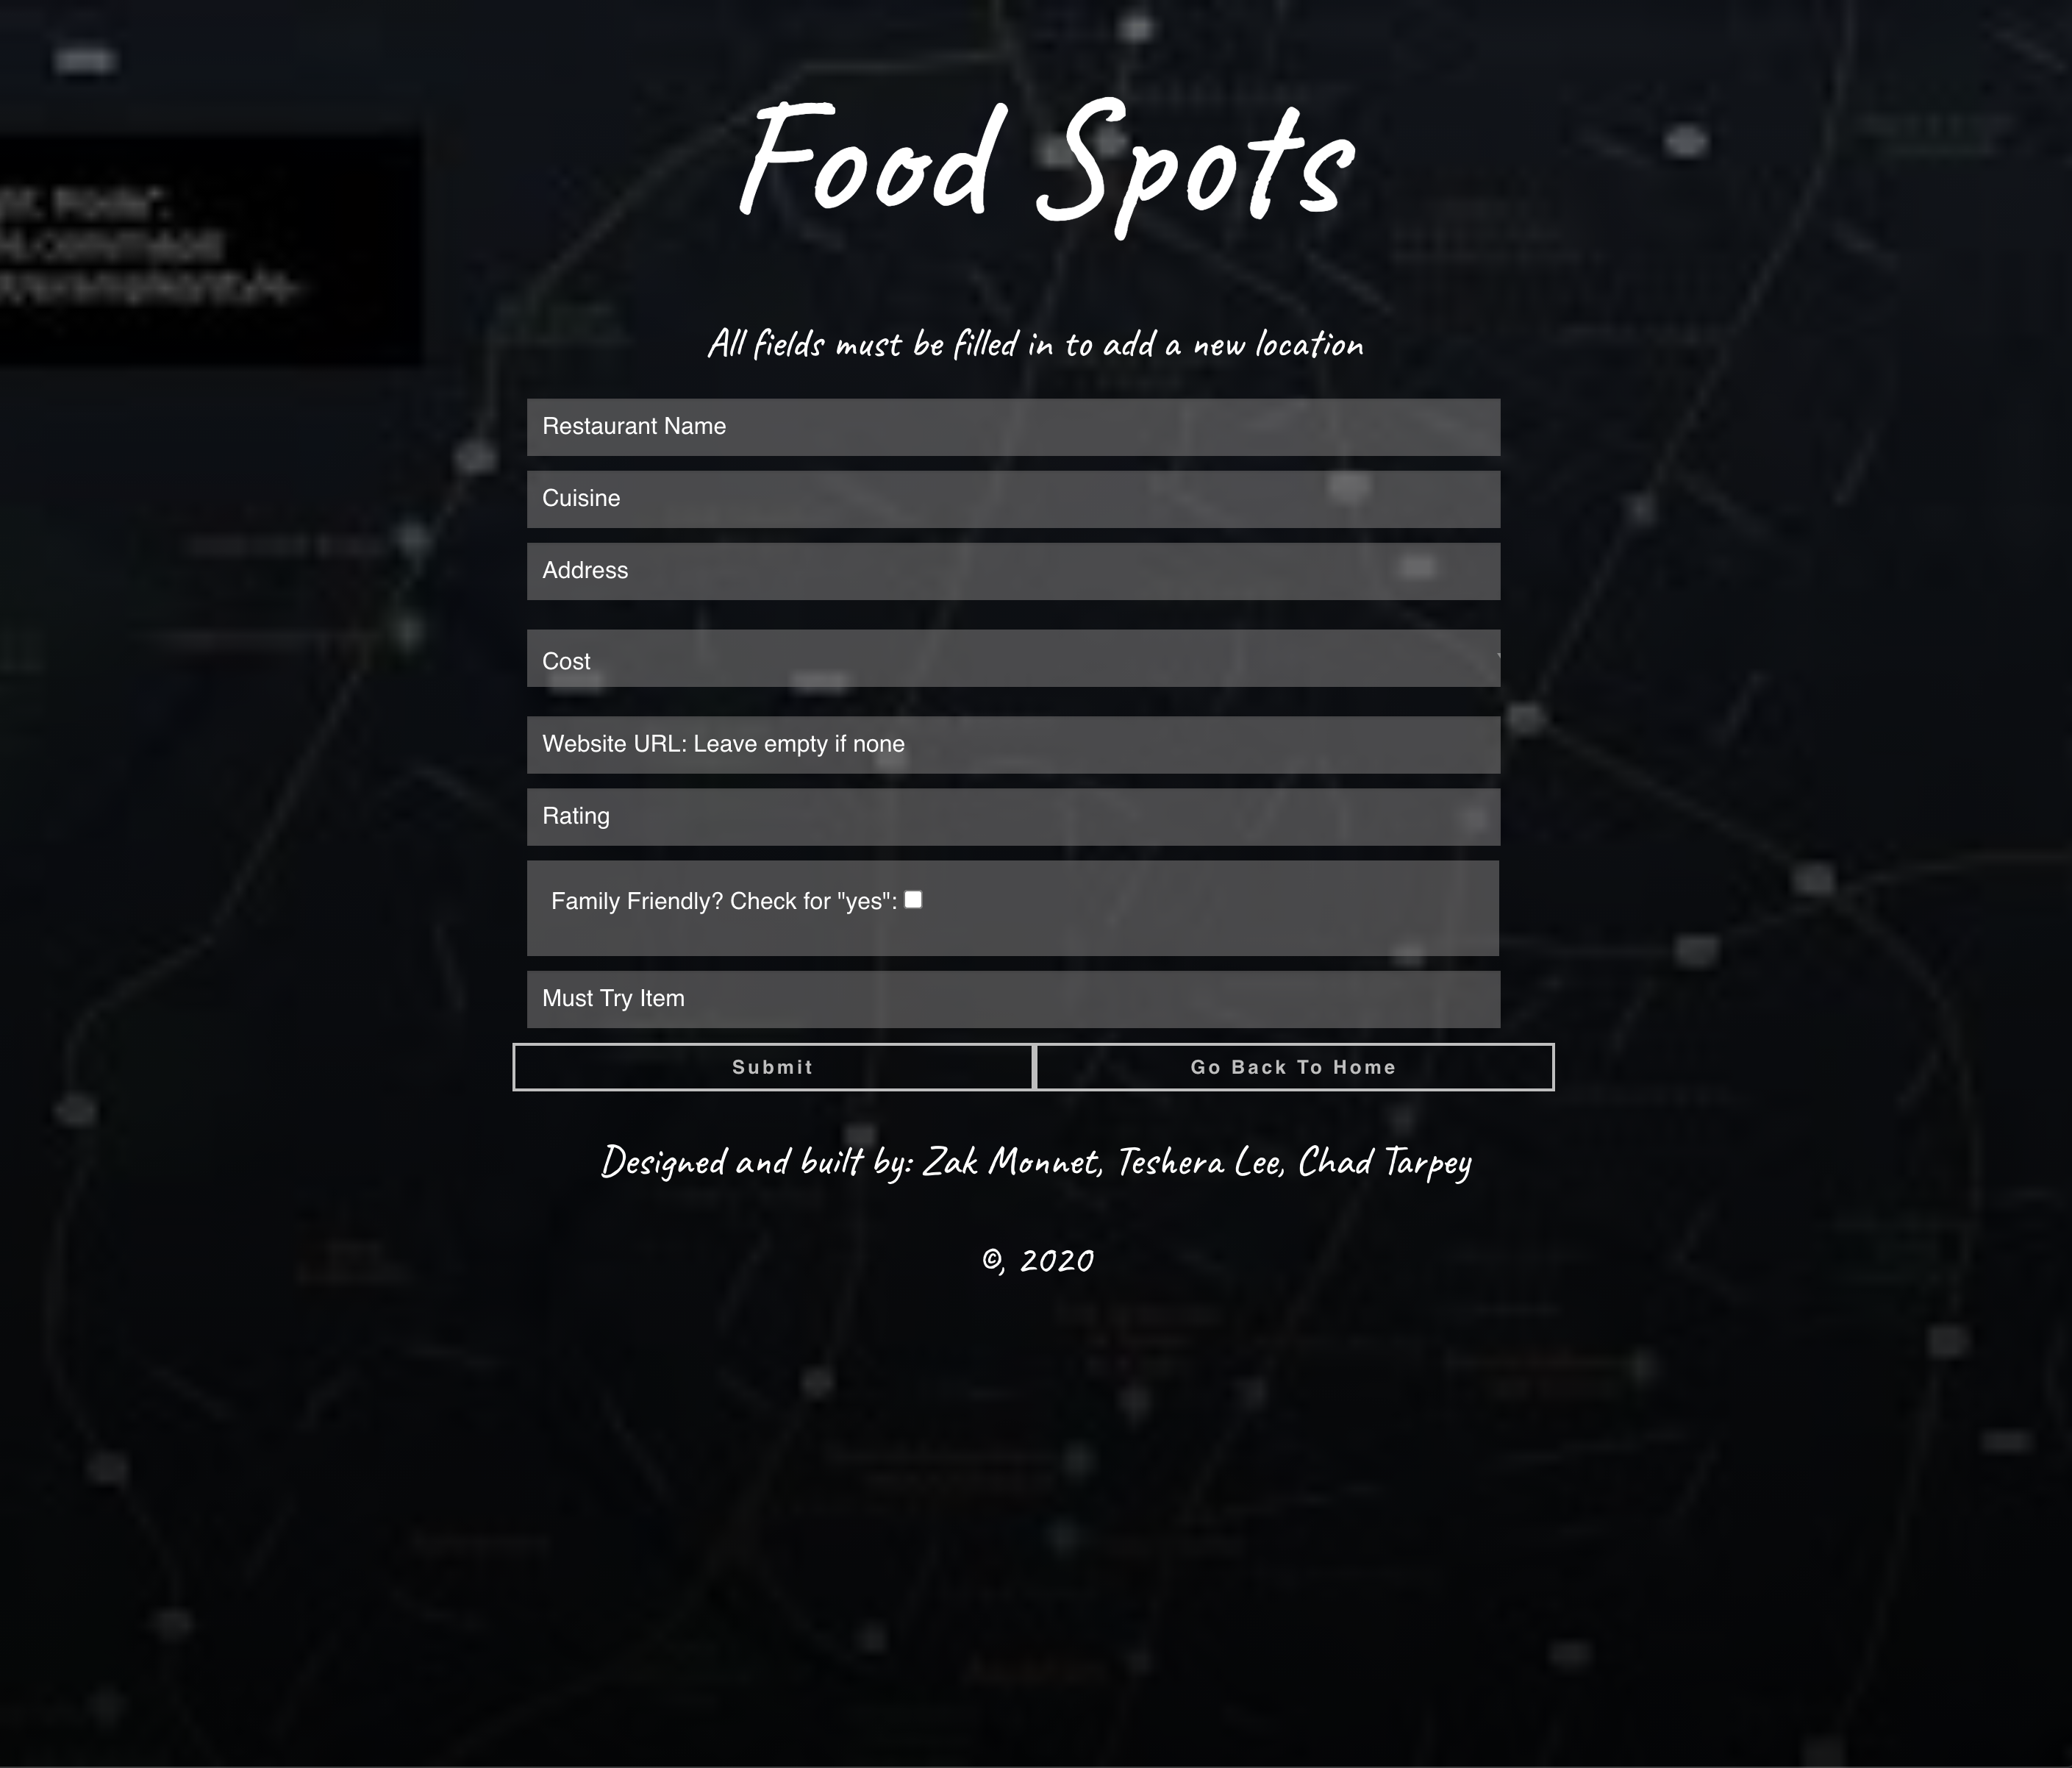 Food Spots
All fields must be filled in to add a new location
Restaurant Name
Cuisine
Address
Cost
Website URL: Leave empty if none
Rating
Family Friendly? Check for "yes":
Must Try Item
Submit
Go Back To Home
Designed and built by: Zak Monnet, Teshera Lee, Chad Tarpey
©, 2020